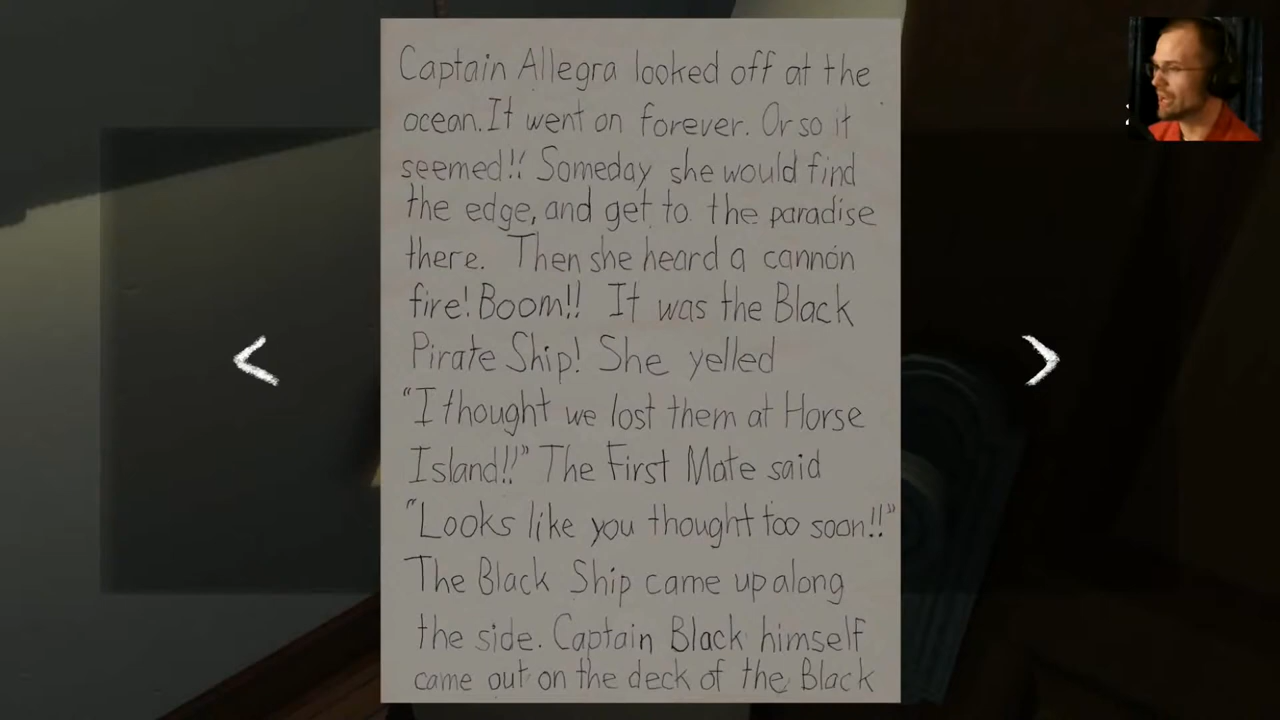 Captain Allegra looked off at the
ocean. It went on forever. Or so it
seemed!! Someday she would find
the edge, and get to the paradise
there. Then she heard a cannon
fire! Boom!! It was the Black
Pirate Ship! She yelled
"I thought we lost them at Horse
Island!!" The First Mate said
"Looks like you thought too soon!!"
The Black Ship came up along
the side. Captain Black himself
came out on the deck of the Black